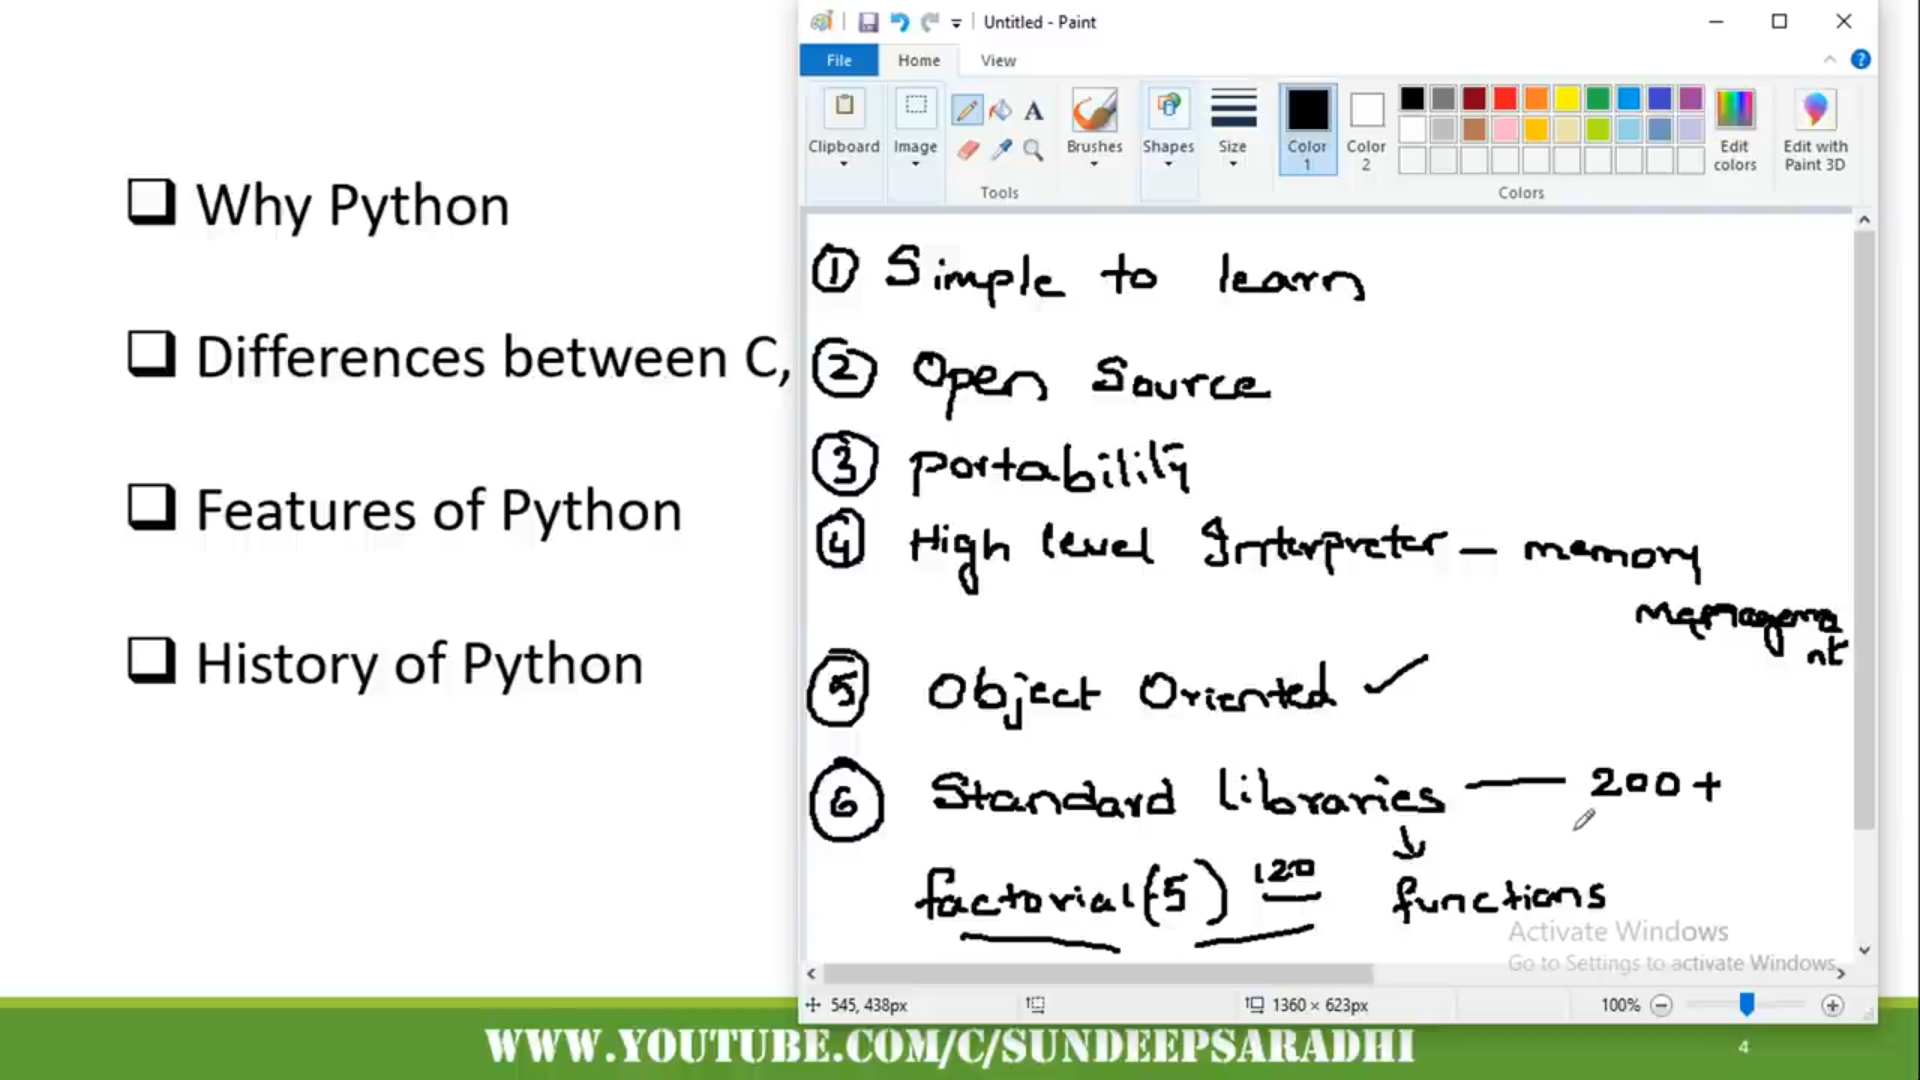 Why Python
Differences between C,
Features of Python
History of Python
Untitled - Paint
File Home View
Clipboard
Image
Tools
Brushes
Shapes
Size
Color 1
Color 2
Edit colors
Edit with Paint 3D
Colors
① Simple to learn
② Open Source
③ portability
④ High level Interpreter — memory
nt
⑤ Object Oriented ✓
⑥ Standard libraries — 200+
↓
factorial(5) 120 functions
Activate Windows
Go to Settings to activate Windows.
545, 438px
1360 × 623px
100%
WWW.YOUTUBE.COM/C/SUNDEEPSARADHI
4